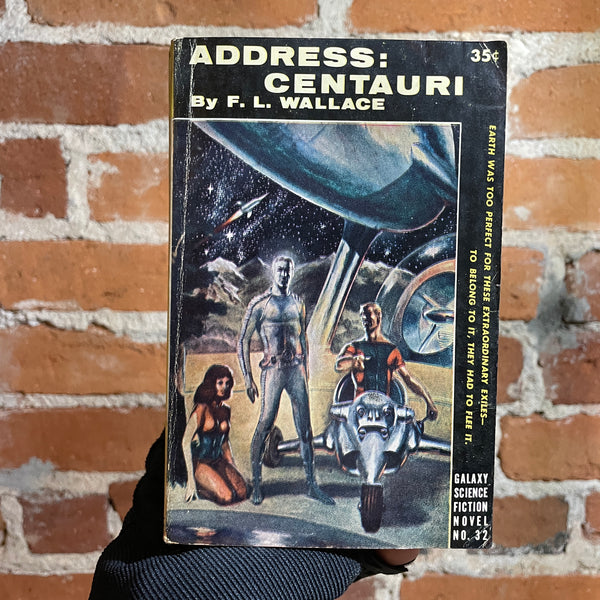 ADDRESS:
CENTAURI
By F. L. WALLACE
35¢
EARTH WAS TOO PERFECT FOR THESE EXTRAORDINARY EXILES—
TO BELONG TO IT, THEY HAD TO FLEE IT.
GALAXY
SCIENCE
FICTION
NOVEL
NO. 32